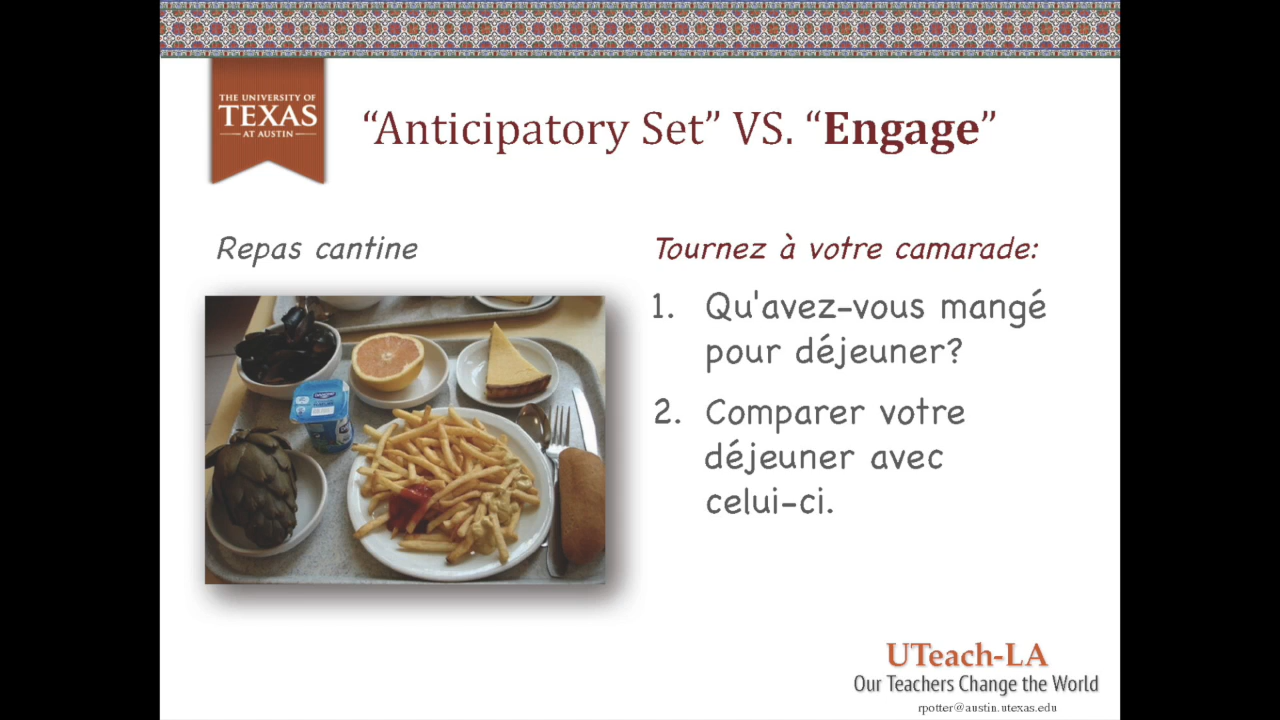 THE UNIVERSITY OF
TEXAS
AT AUSTIN
“Anticipatory Set” VS. “Engage”
Repas cantine
Tournez à votre camarade:
1. Qu'avez-vous mangé
pour déjeuner?
2. Comparer votre
déjeuner avec
celui-ci.
UTeach-LA
Our Teachers Change the World
rpotter@austin.utexas.edu